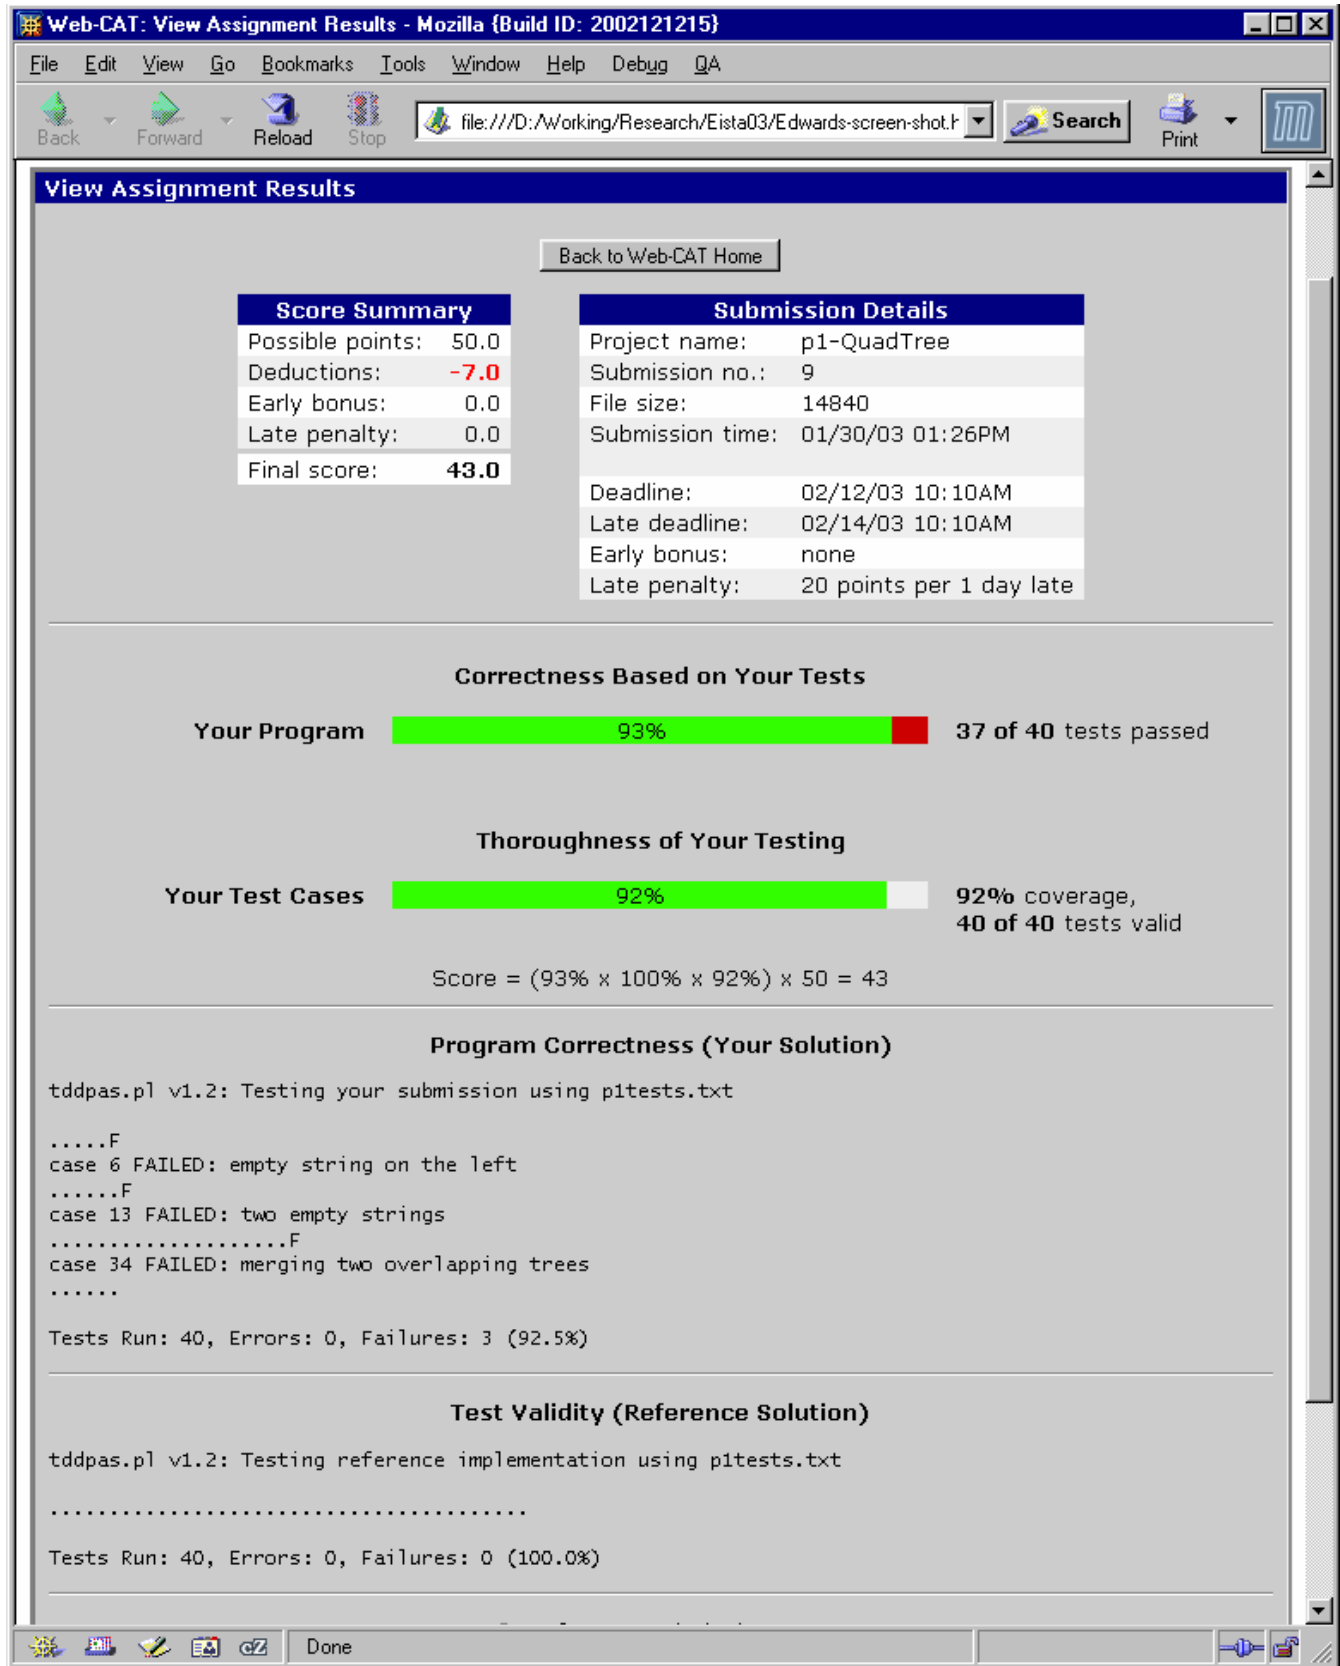 Web-CAT: View Assignment Results - Mozilla {Build ID: 2002121215}
File Edit View Go Bookmarks Tools Window Help Debug QA
Back Forward Reload Stop file:///D:/Working/Research/Eista03/Edwards-screen-shot.h Search Print
View Assignment Results
Back to Web-CAT Home
Score Summary
Possible points: 50.0
Deductions: -7.0
Early bonus: 0.0
Late penalty: 0.0
Final score: 43.0
Submission Details
Project name: p1-QuadTree
Submission no.: 9
File size: 14840
Submission time: 01/30/03 01:26PM
Deadline: 02/12/03 10:10AM
Late deadline: 02/14/03 10:10AM
Early bonus: none
Late penalty: 20 points per 1 day late
Correctness Based on Your Tests
Your Program 93% 37 of 40 tests passed
Thoroughness of Your Testing
Your Test Cases 92% 92% coverage,
40 of 40 tests valid
Score = (93% x 100% x 92%) x 50 = 43
Program Correctness (Your Solution)
tddpas.pl v1.2: Testing your submission using p1tests.txt
.....F
case 6 FAILED: empty string on the left
......F
case 13 FAILED: two empty strings
....................F
case 34 FAILED: merging two overlapping trees
......
Tests Run: 40, Errors: 0, Failures: 3 (92.5%)
Test Validity (Reference Solution)
tddpas.pl v1.2: Testing reference implementation using p1tests.txt
........................................
Tests Run: 40, Errors: 0, Failures: 0 (100.0%)
Done